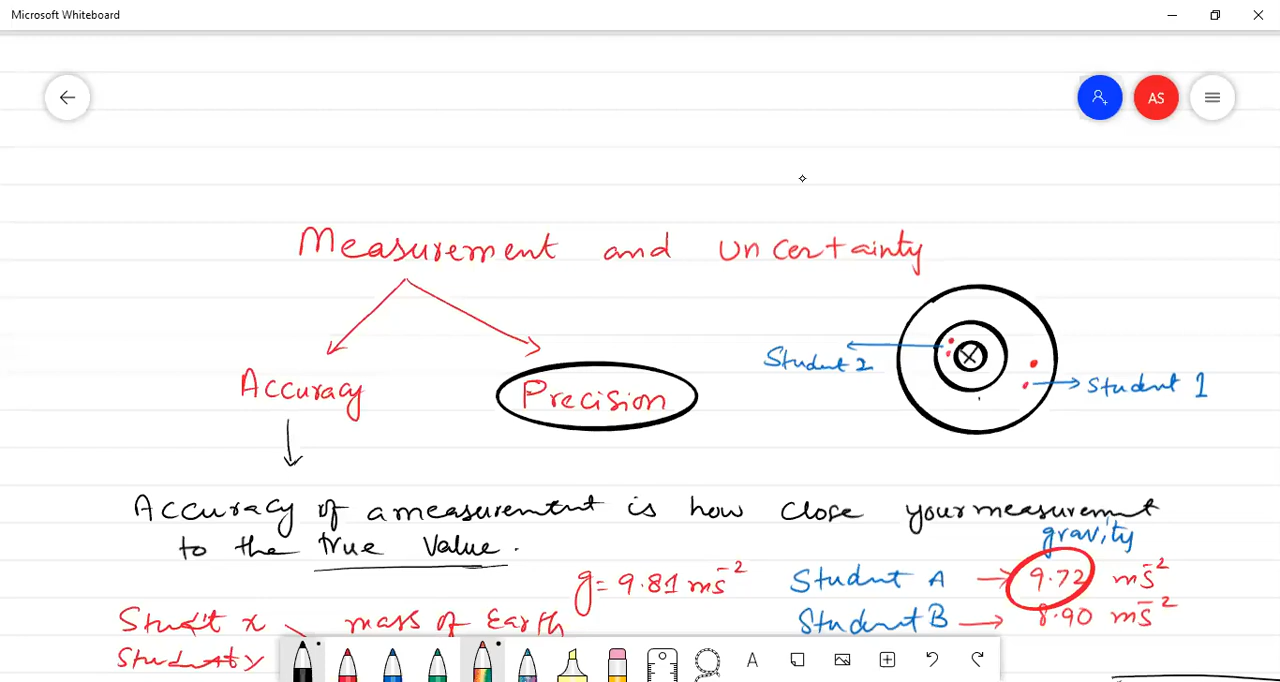 Microsoft Whiteboard
AS
Measurement and Uncertainty
Student 2
Student 1
Accuracy
Precision
Accuracy of a measurement is how close your measurement
to the true value.
gravity
g = 9.81 ms⁻²
Student A → 9.72 ms⁻²
Student B → 8.90 ms⁻²
Studt x mass of Earth
Student y
A